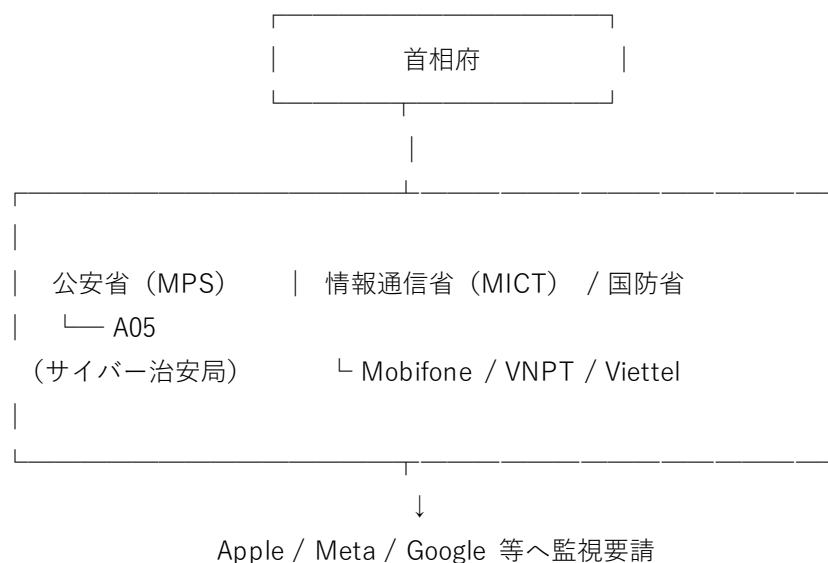 首相府
公安省（MPS） | 情報通信省（MICT） / 国防省
└── A05
（サイバー治安局） └ Mobifone / VNPT / Viettel
↓
Apple / Meta / Google 等へ監視要請